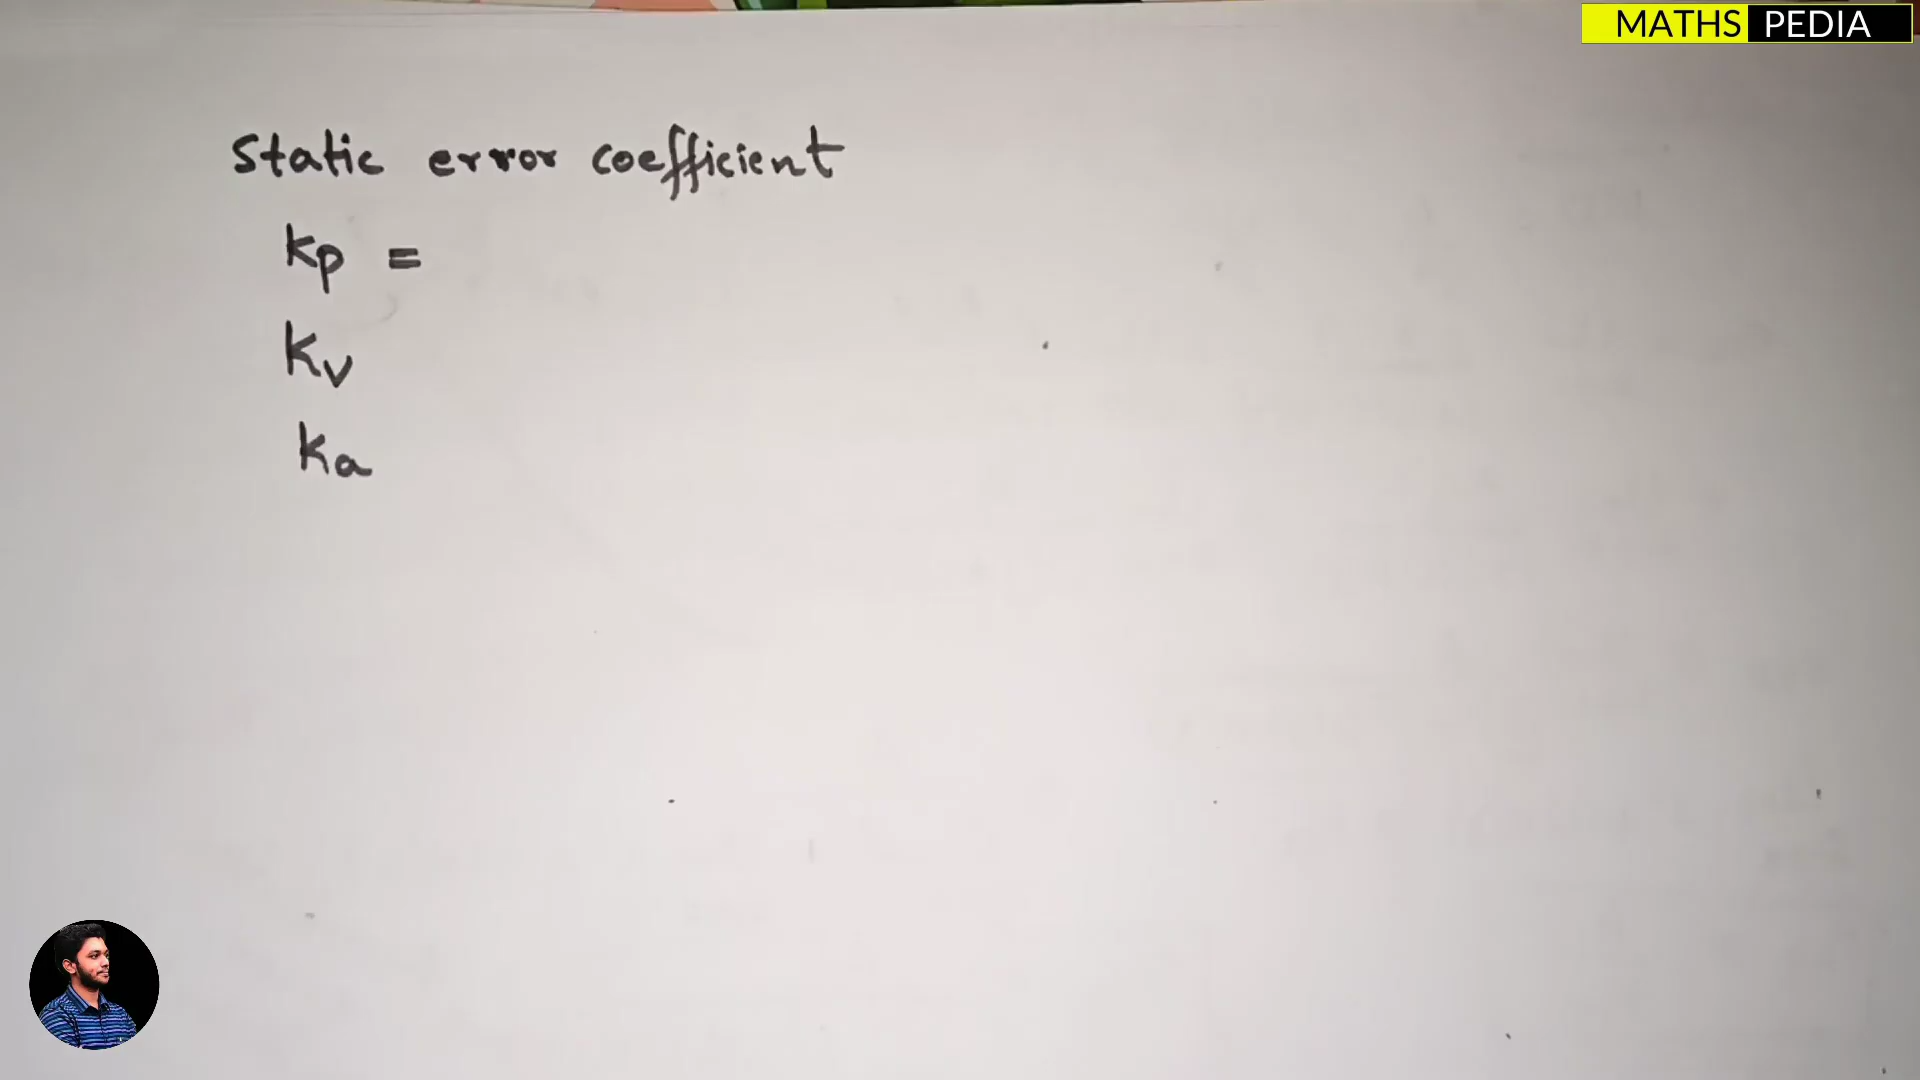 MATHS PEDIA
Static error coefficient
kp =
kv
ka